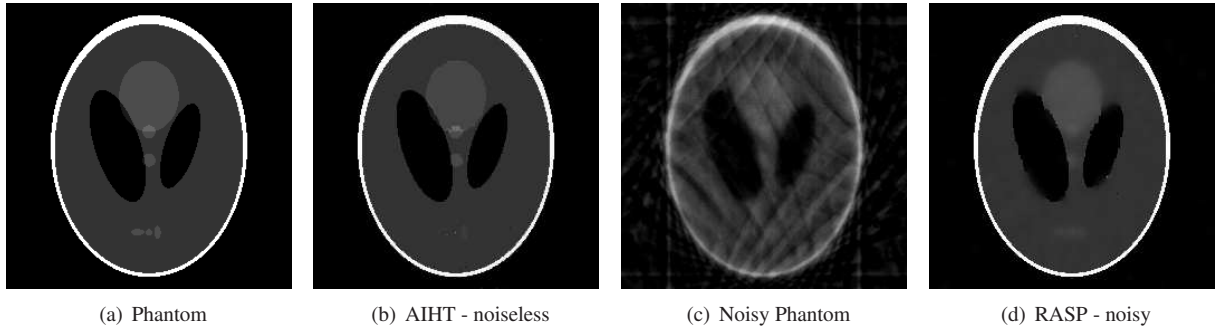 (a) Phantom
(b) AIHT - noiseless
(c) Noisy Phantom
(d) RASP - noisy